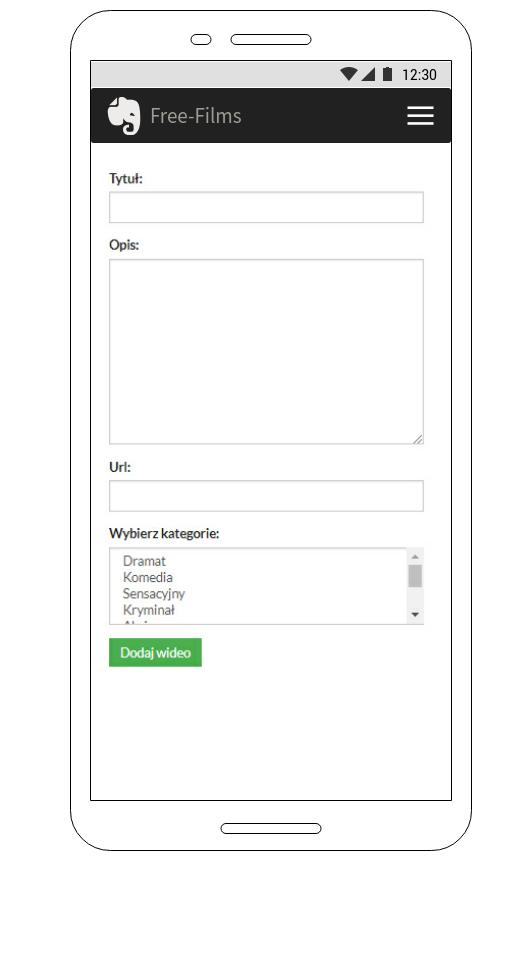 12:30
Free-Films
Tytuł:
Opis:
Url:
Wybierz kategorie:
Dramat
Komedia
Sensacyjny
Kryminał
Dodaj wideo